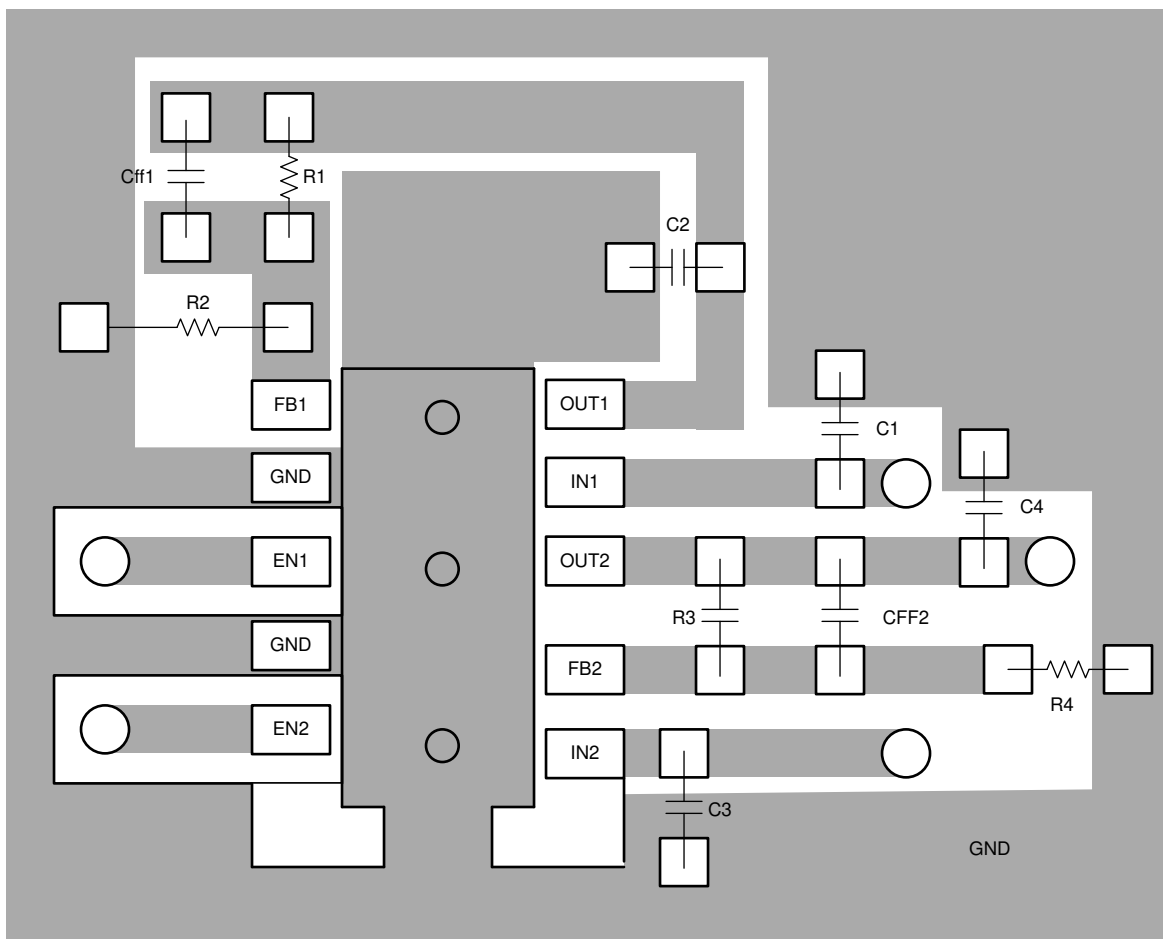 Cff1
R1
C2
R2
FB1
OUT1
C1
GND
IN1
C4
EN1
OUT2
R3
CFF2
GND
FB2
R4
EN2
IN2
C3
GND